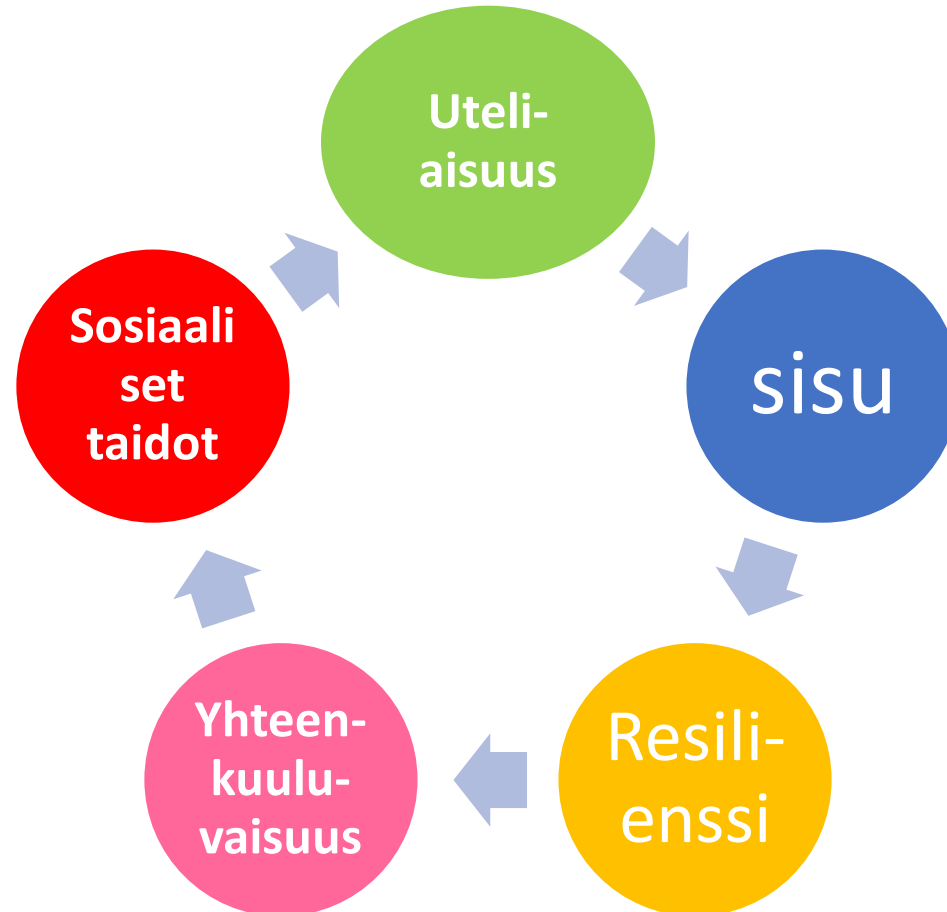 Uteli-
aisuus
sisu
Resili-
enssi
Yhteen-
kuulu-
vaisuus
Sosiaali
set
taidot